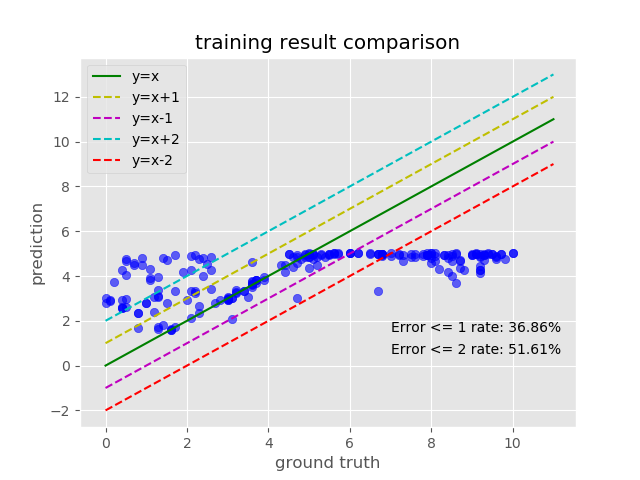 training result comparison
y=x
y=x+1
y=x-1
y=x+2
y=x-2
12
10
8
6
4
2
0
−2
prediction
Error <= 1 rate: 36.86%
Error <= 2 rate: 51.61%
0 2 4 6 8 10
ground truth